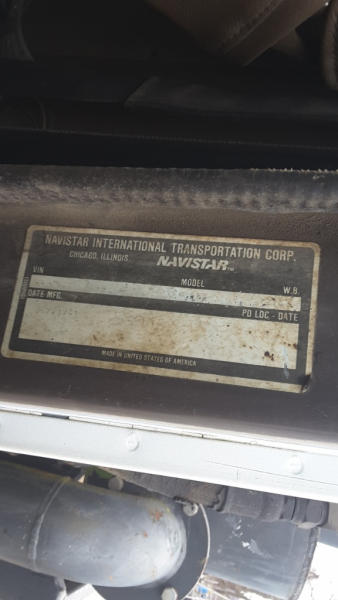 NAVISTAR INTERNATIONAL TRANSPORTATION CORP.
CHICAGO, ILLINOIS NAVISTAR™
VIN MODEL W.B.
DATE MFG. PD LOC - DATE
MADE IN UNITED STATES OF AMERICA